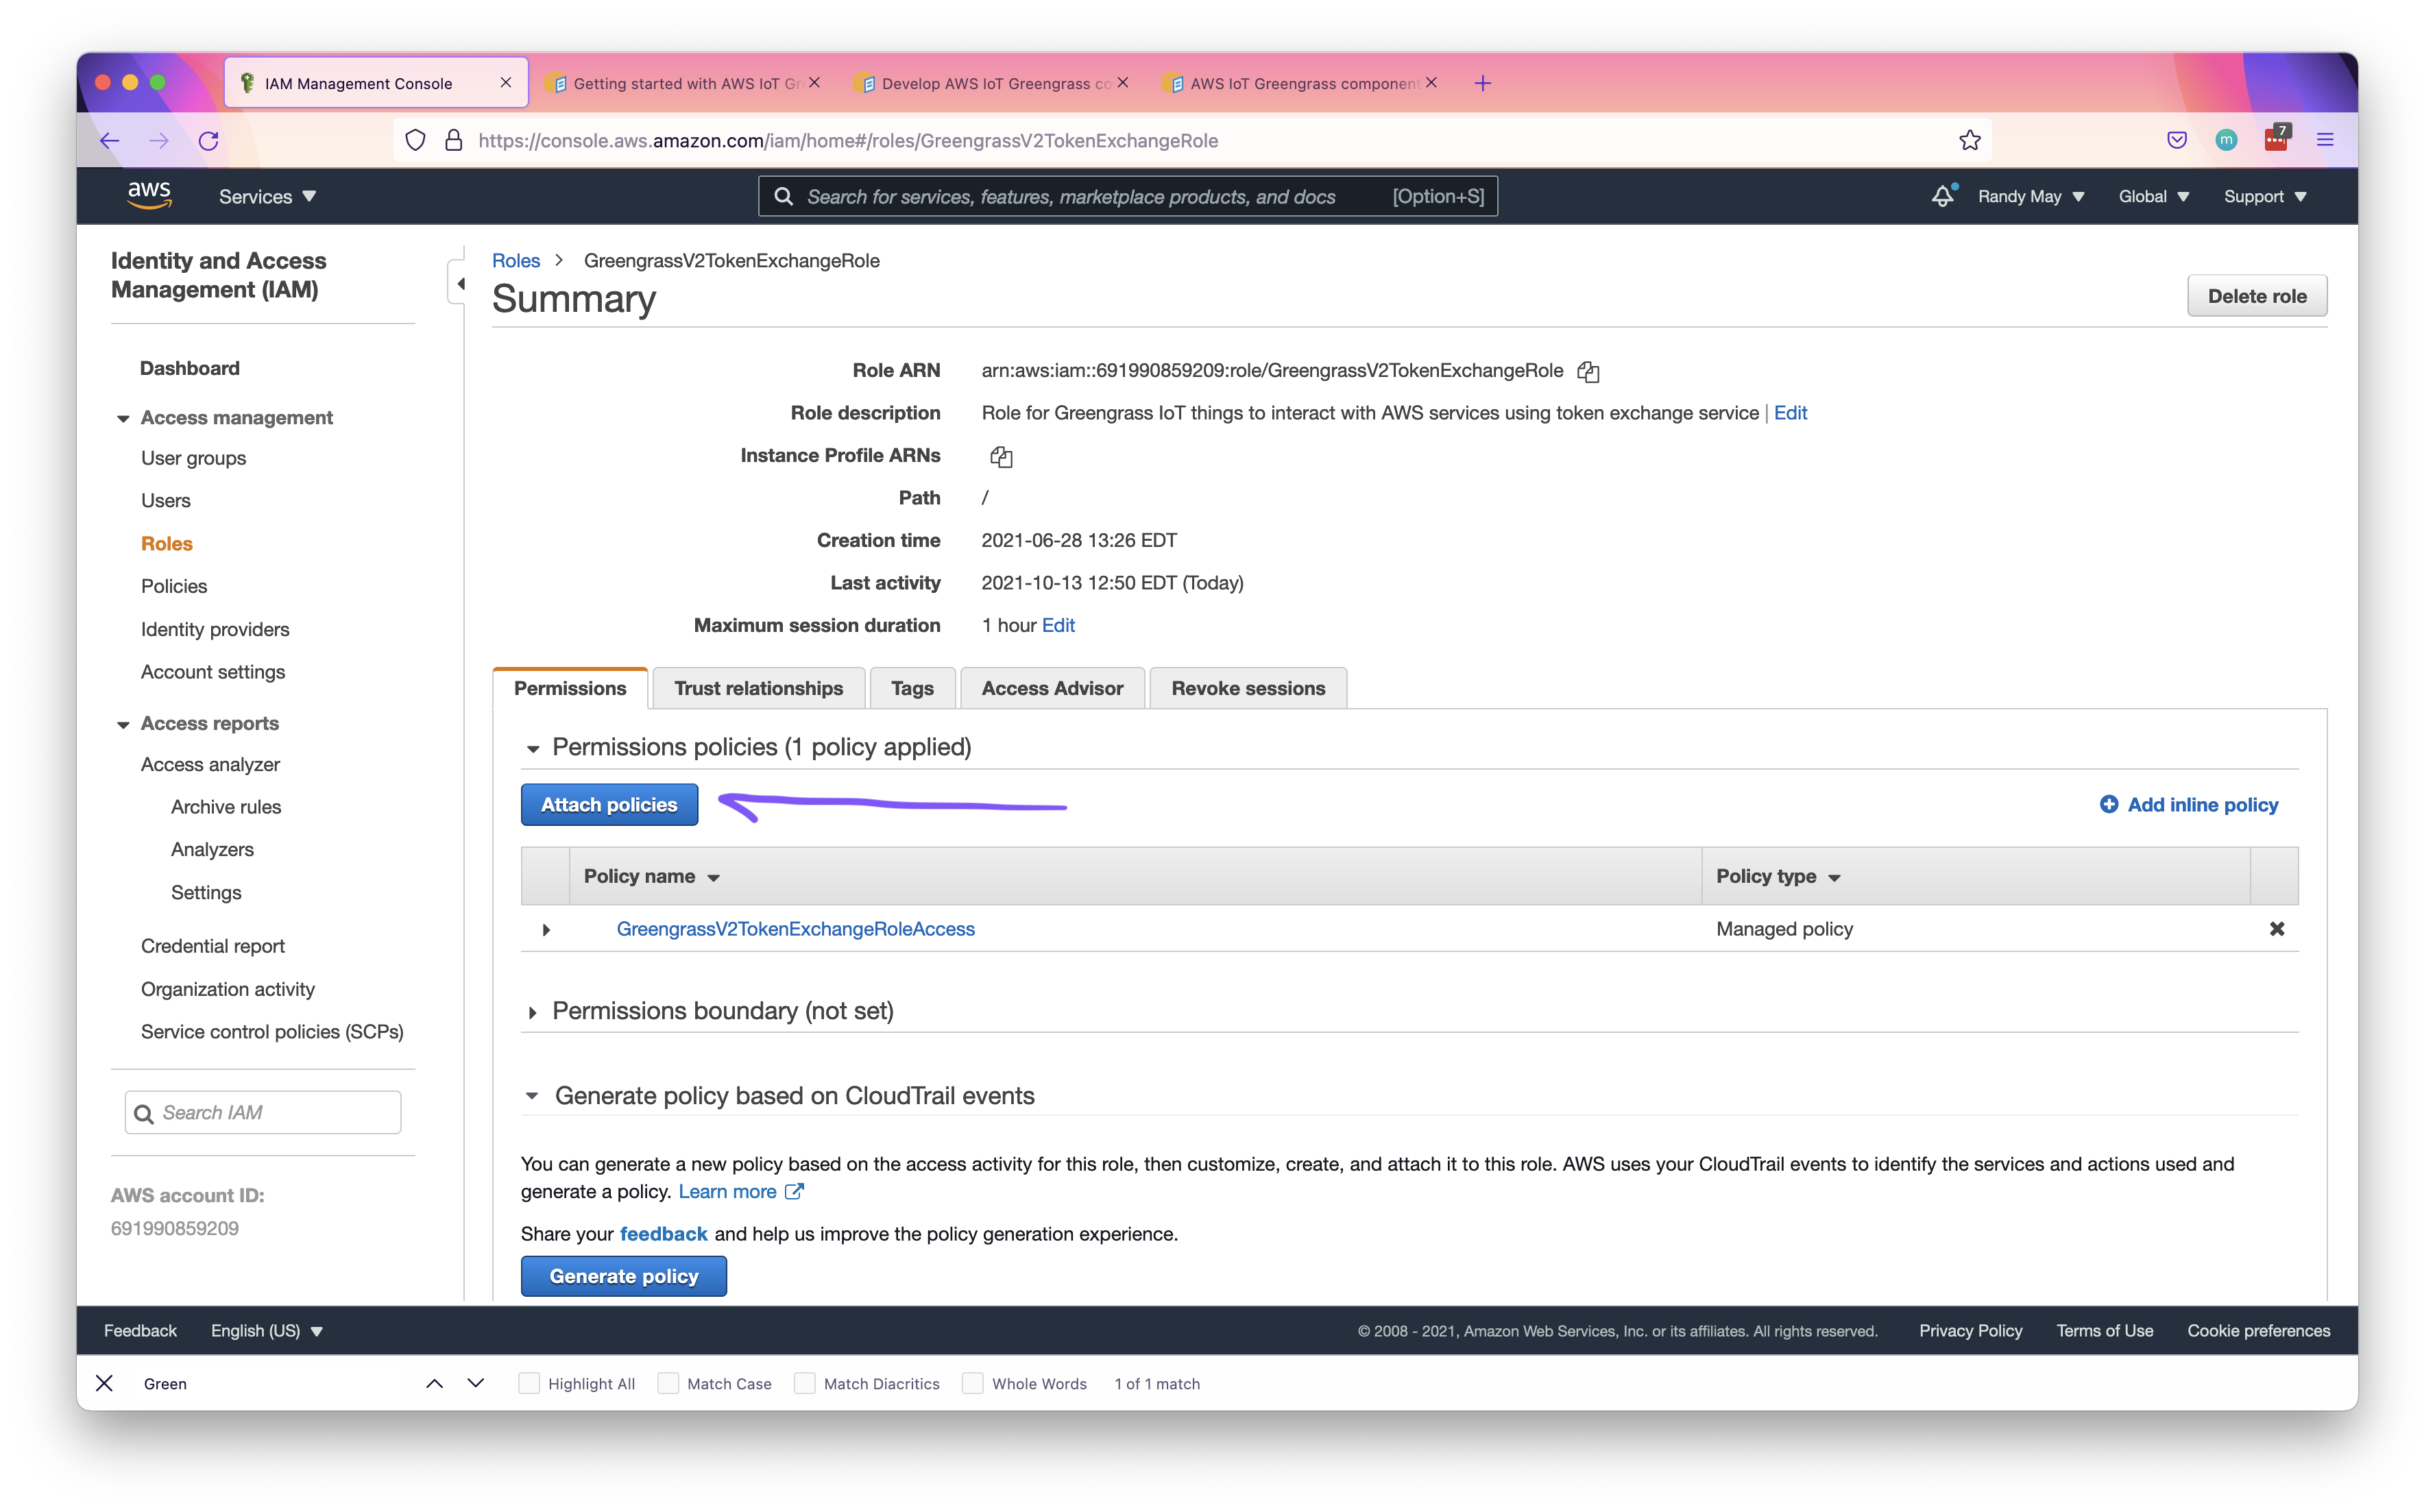 IAM Management Console
Getting started with AWS IoT Gr
Develop AWS IoT Greengrass co
AWS IoT Greengrass component
https://console.aws.amazon.com/iam/home#/roles/GreengrassV2TokenExchangeRole
m
7
aws
Services
Search for services, features, marketplace products, and docs
[Option+S]
Randy May
Global
Support
Identity and Access
Management (IAM)
Dashboard
Access management
User groups
Users
Roles
Policies
Identity providers
Account settings
Access reports
Access analyzer
Archive rules
Analyzers
Settings
Credential report
Organization activity
Service control policies (SCPs)
Search IAM
AWS account ID:
691990859209
Roles > GreengrassV2TokenExchangeRole
Summary
Delete role
Role ARN arn:aws:iam::691990859209:role/GreengrassV2TokenExchangeRole
Role description Role for Greengrass IoT things to interact with AWS services using token exchange service | Edit
Instance Profile ARNs
Path /
Creation time 2021-06-28 13:26 EDT
Last activity 2021-10-13 12:50 EDT (Today)
Maximum session duration 1 hour Edit
Permissions
Trust relationships
Tags
Access Advisor
Revoke sessions
Permissions policies (1 policy applied)
Attach policies
Add inline policy
Policy name
Policy type
GreengrassV2TokenExchangeRoleAccess
Managed policy
Permissions boundary (not set)
Generate policy based on CloudTrail events
You can generate a new policy based on the access activity for this role, then customize, create, and attach it to this role. AWS uses your CloudTrail events to identify the services and actions used and
generate a policy. Learn more
Share your feedback and help us improve the policy generation experience.
Generate policy
Feedback
English (US)
© 2008 - 2021, Amazon Web Services, Inc. or its affiliates. All rights reserved.
Privacy Policy
Terms of Use
Cookie preferences
Green
Highlight All
Match Case
Match Diacritics
Whole Words
1 of 1 match